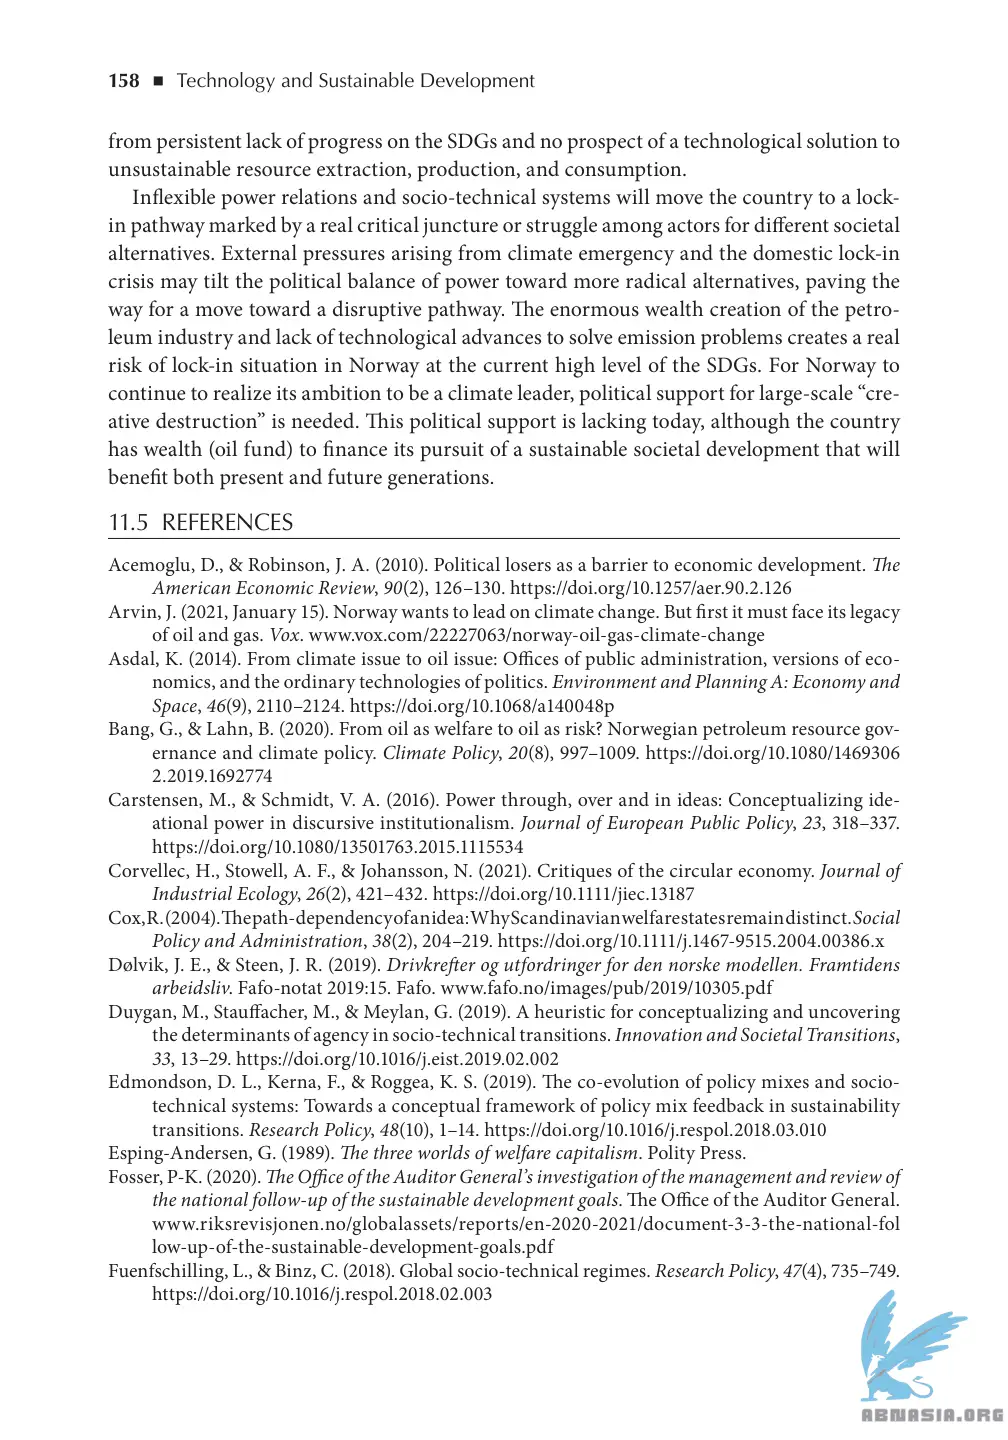 158 ■ Technology and Sustainable Development
from persistent lack of progress on the SDGs and no prospect of a technological solution to
unsustainable resource extraction, production, and consumption.
Inflexible power relations and socio-technical systems will move the country to a lock-
in pathway marked by a real critical juncture or struggle among actors for different societal
alternatives. External pressures arising from climate emergency and the domestic lock-in
crisis may tilt the political balance of power toward more radical alternatives, paving the
way for a move toward a disruptive pathway. The enormous wealth creation of the petro-
leum industry and lack of technological advances to solve emission problems creates a real
risk of lock-in situation in Norway at the current high level of the SDGs. For Norway to
continue to realize its ambition to be a climate leader, political support for large-scale “cre-
ative destruction” is needed. This political support is lacking today, although the country
has wealth (oil fund) to finance its pursuit of a sustainable societal development that will
benefit both present and future generations.
11.5 REFERENCES
Acemoglu, D., & Robinson, J. A. (2010). Political losers as a barrier to economic development. The
American Economic Review, 90(2), 126–130. https://doi.org/10.1257/aer.90.2.126
Arvin, J. (2021, January 15). Norway wants to lead on climate change. But first it must face its legacy
of oil and gas. Vox. www.vox.com/22227063/norway-oil-gas-climate-change
Asdal, K. (2014). From climate issue to oil issue: Offices of public administration, versions of eco-
nomics, and the ordinary technologies of politics. Environment and Planning A: Economy and
Space, 46(9), 2110–2124. https://doi.org/10.1068/a140048p
Bang, G., & Lahn, B. (2020). From oil as welfare to oil as risk? Norwegian petroleum resource gov-
ernance and climate policy. Climate Policy, 20(8), 997–1009. https://doi.org/10.1080/1469306
2.2019.1692774
Carstensen, M., & Schmidt, V. A. (2016). Power through, over and in ideas: Conceptualizing ide-
ational power in discursive institutionalism. Journal of European Public Policy, 23, 318–337.
https://doi.org/10.1080/13501763.2015.1115534
Corvellec, H., Stowell, A. F., & Johansson, N. (2021). Critiques of the circular economy. Journal of
Industrial Ecology, 26(2), 421–432. https://doi.org/10.1111/jiec.13187
Cox, R. (2004). The path-dependency of an idea: Why Scandinavian welfare states remain distinct. Social
Policy and Administration, 38(2), 204–219. https://doi.org/10.1111/j.1467-9515.2004.00386.x
Dølvik, J. E., & Steen, J. R. (2019). Drivkrefter og utfordringer for den norske modellen. Framtidens
arbeidsliv. Fafo-notat 2019:15. Fafo. www.fafo.no/images/pub/2019/10305.pdf
Duygan, M., Stauffacher, M., & Meylan, G. (2019). A heuristic for conceptualizing and uncovering
the determinants of agency in socio-technical transitions. Innovation and Societal Transitions,
33, 13–29. https://doi.org/10.1016/j.eist.2019.02.002
Edmondson, D. L., Kerna, F., & Roggea, K. S. (2019). The co-evolution of policy mixes and socio-
technical systems: Towards a conceptual framework of policy mix feedback in sustainability
transitions. Research Policy, 48(10), 1–14. https://doi.org/10.1016/j.respol.2018.03.010
Esping-Andersen, G. (1989). The three worlds of welfare capitalism. Polity Press.
Fosser, P-K. (2020). The Office of the Auditor General’s investigation of the management and review of
the national follow-up of the sustainable development goals. The Office of the Auditor General.
www.riksrevisjonen.no/globalassets/reports/en-2020-2021/document-3-3-the-national-fol
low-up-of-the-sustainable-development-goals.pdf
Fuenfschilling, L., & Binz, C. (2018). Global socio-technical regimes. Research Policy, 47(4), 735–749.
https://doi.org/10.1016/j.respol.2018.02.003
ABNASIA.ORG